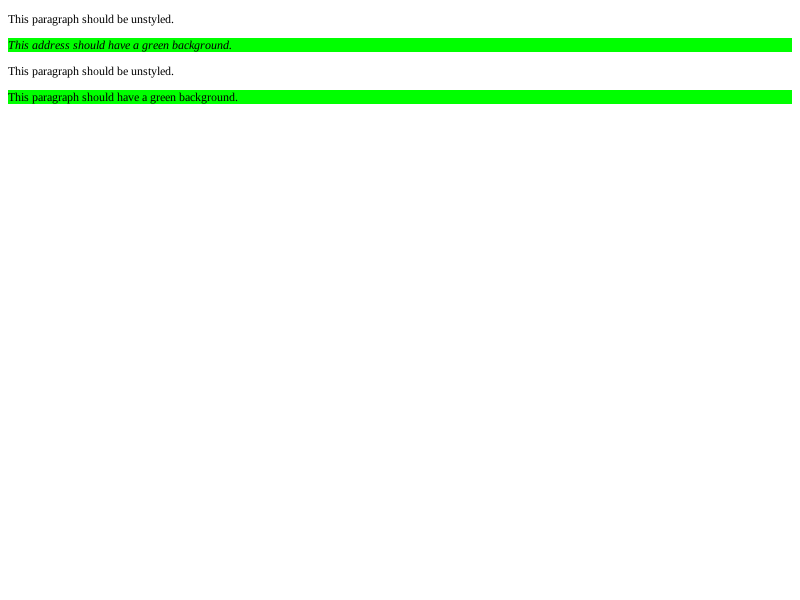 This paragraph should be unstyled.
This address should have a green background.
This paragraph should be unstyled.
This paragraph should have a green background.